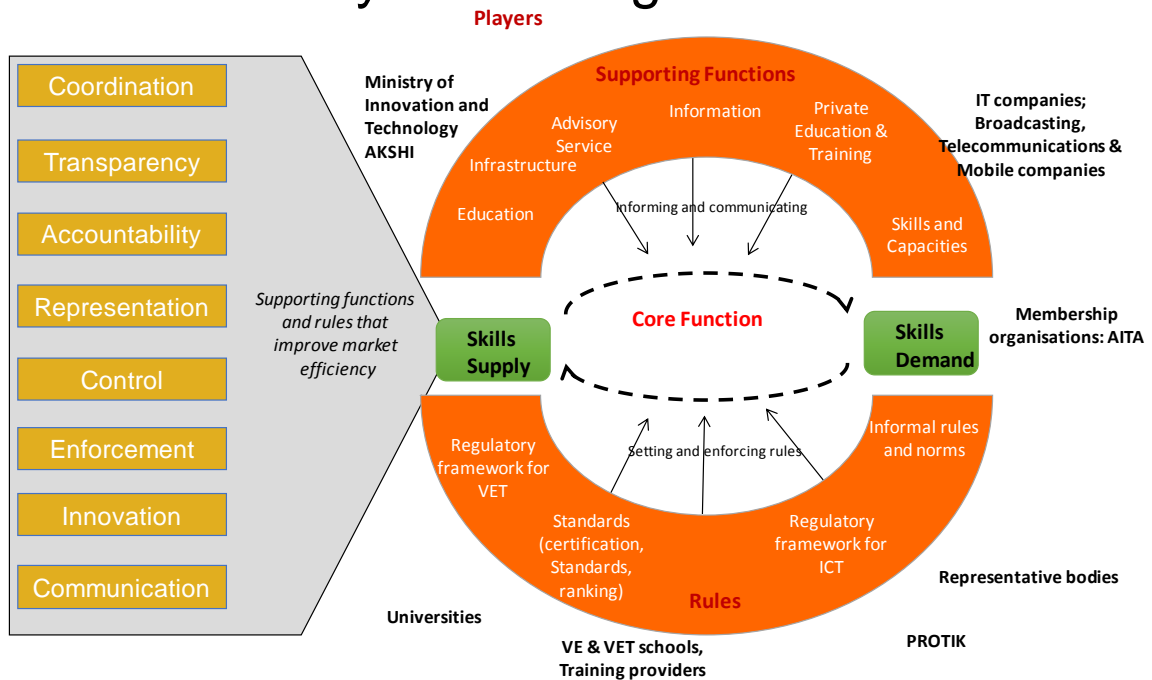 Players
Coordination
Transparency
Accountability
Representation
Control
Enforcement
Innovation
Communication
Supporting functions
and rules that
improve market
efficiency
Ministry of
Innovation and
Technology
AKSHI
Supporting Functions
Education
Infrastructure
Advisory
Service
Information
Private
Education &
Training
Skills and
Capacities
IT companies;
Broadcasting,
Telecommunications &
Mobile companies
Informing and communicating
Core Function
Skills
Supply
Skills
Demand
Membership
organisations: AITA
Setting and enforcing rules
Regulatory
framework for
VET
Standards
(certification,
Standards,
ranking)
Regulatory
framework for
ICT
Informal rules
and norms
Rules
Universities
VE & VET schools,
Training providers
Representative bodies
PROTIK